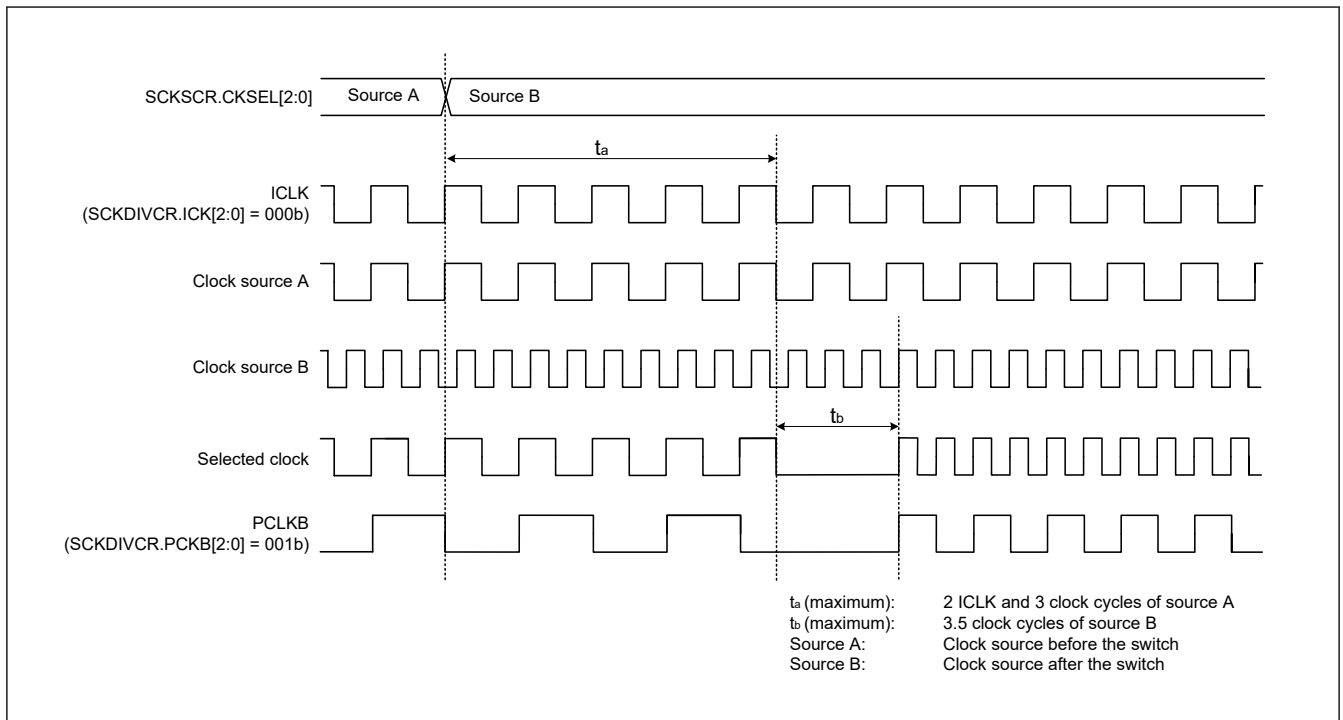 SCKSCR.CKSEL[2:0]
Source A
Source B
ta
ICLK
(SCKDIVCR.ICK[2:0] = 000b)
Clock source A
Clock source B
tb
Selected clock
PCLKB
(SCKDIVCR.PCKB[2:0] = 001b)
ta (maximum): 2 ICLK and 3 clock cycles of source A
tb (maximum): 3.5 clock cycles of source B
Source A: Clock source before the switch
Source B: Clock source after the switch